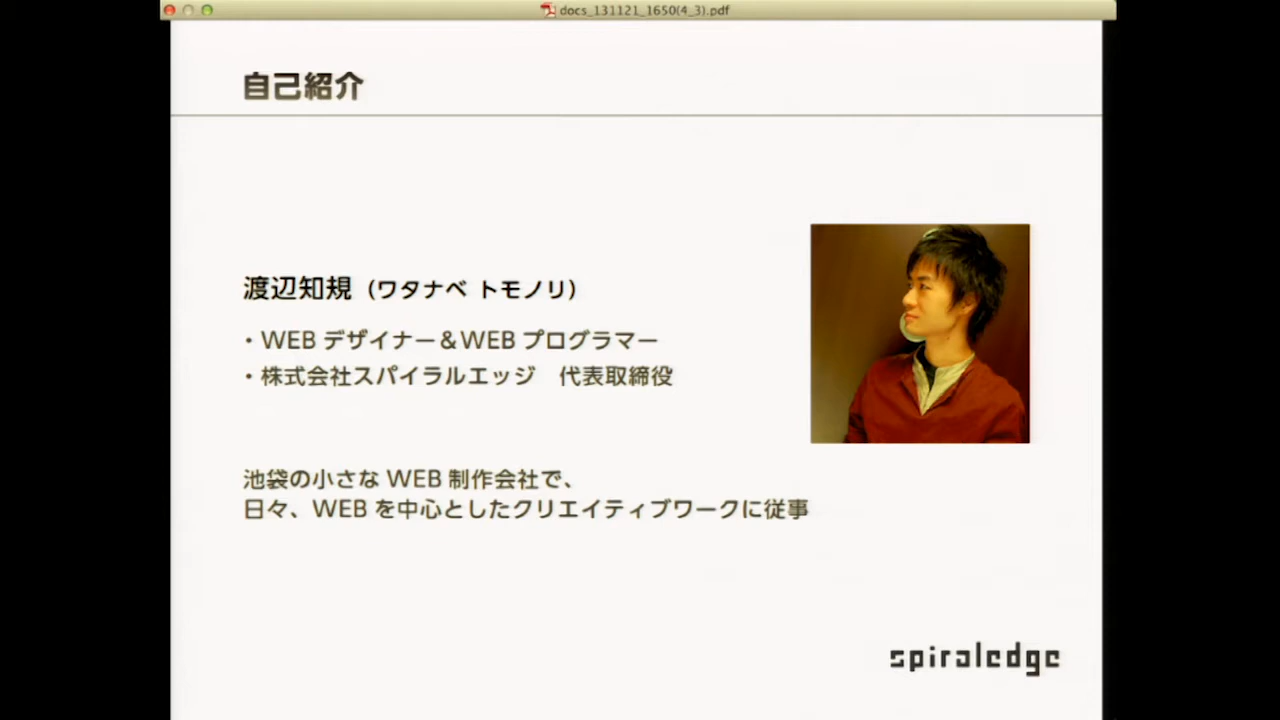 docs_131121_1650(4_3).pdf
自己紹介
渡辺知規（ワタナベ トモノリ）
・WEB デザイナー＆WEB プログラマー
・株式会社スパイラルエッジ　代表取締役
池袋の小さな WEB 制作会社で、
日々、WEB を中心としたクリエイティブワークに従事
spiraledge